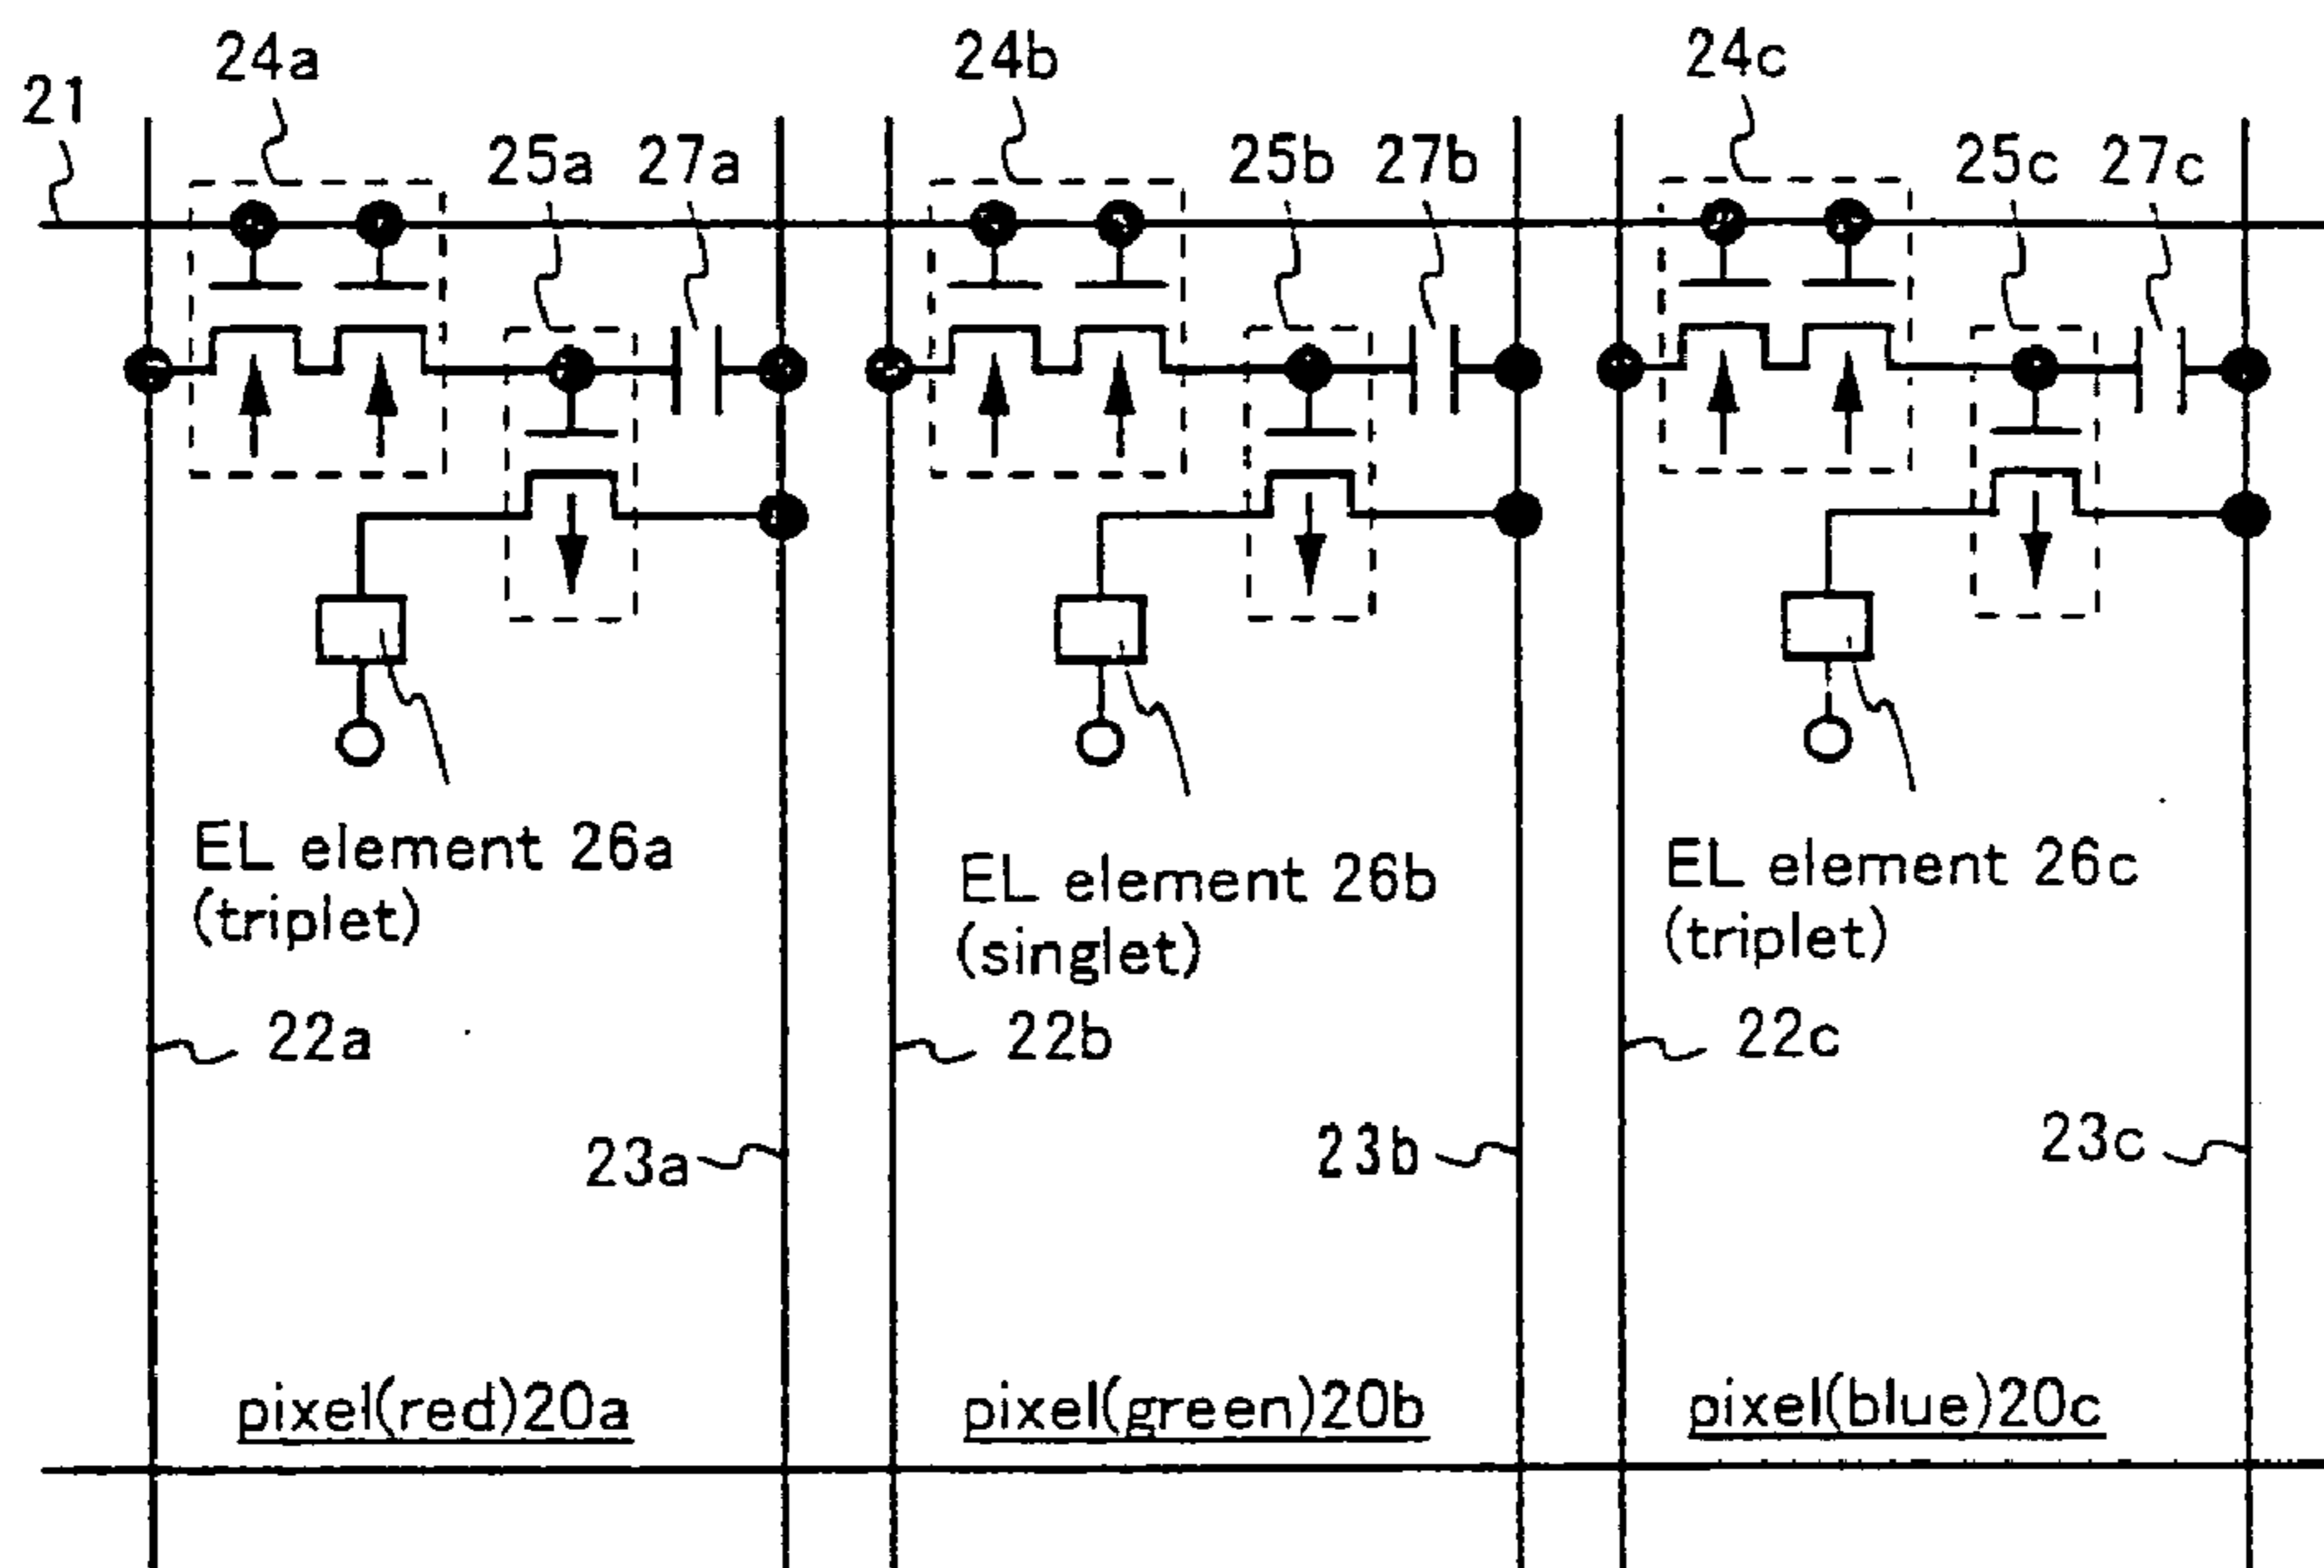 24a
24b
24c
21
25a
27a
25b
27b
25c
27c
EL element 26a
(triplet)
EL element 26b
(singlet)
EL element 26c
(triplet)
22a
22b
22c
23a
23b
23c
pixel(red)20a
pixel(green)20b
pixel(blue)20c